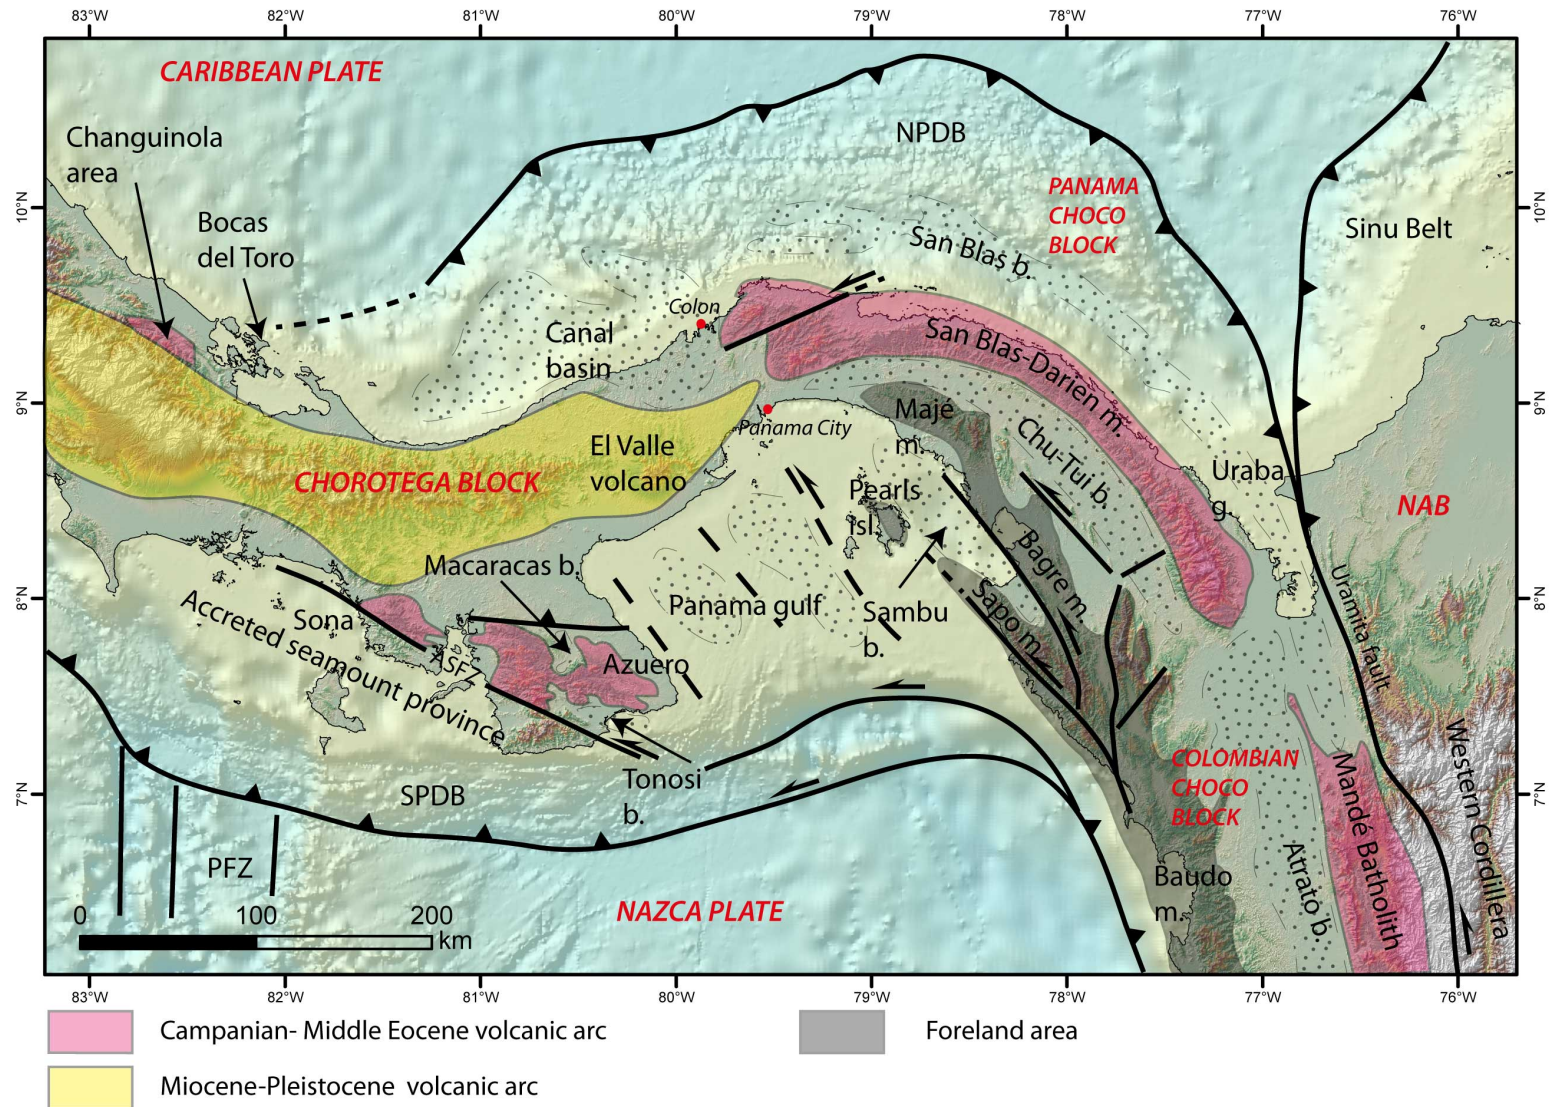 83°W 82°W 81°W 80°W 79°W 78°W 77°W 76°W
CARIBBEAN PLATE
Changuinola
area
NPDB
PANAMA
CHOCO
BLOCK
10°N
10°N
Bocas
del Toro
San Blas b.
Sinu Belt
Colon
Canal
basin
San Blas-Darien m.
9°N
9°N
Majé
m.
Panama City
Chu-Tui b.
El Valle
volcano
CHOROTEGA BLOCK
Uraba
g.
Pearls
isl.
NAB
Macaracas b.
Bagre m.
8°N
8°N
Accreted seamount province
Sona
Panama gulf
Sambu
b.
Sapo m.
Uramita fault
ASFZ
Azuero
Tonosi
b.
COLOMBIAN
CHOCO
BLOCK
Mandé Batholith
Western Cordillera
7°N
7°N
SPDB
PFZ
Baudo
m.
Atrato b.
NAZCA PLATE
0 100 200
km
83°W 82°W 81°W 80°W 79°W 78°W 77°W 76°W
Campanian- Middle Eocene volcanic arc
Foreland area
Miocene-Pleistocene volcanic arc